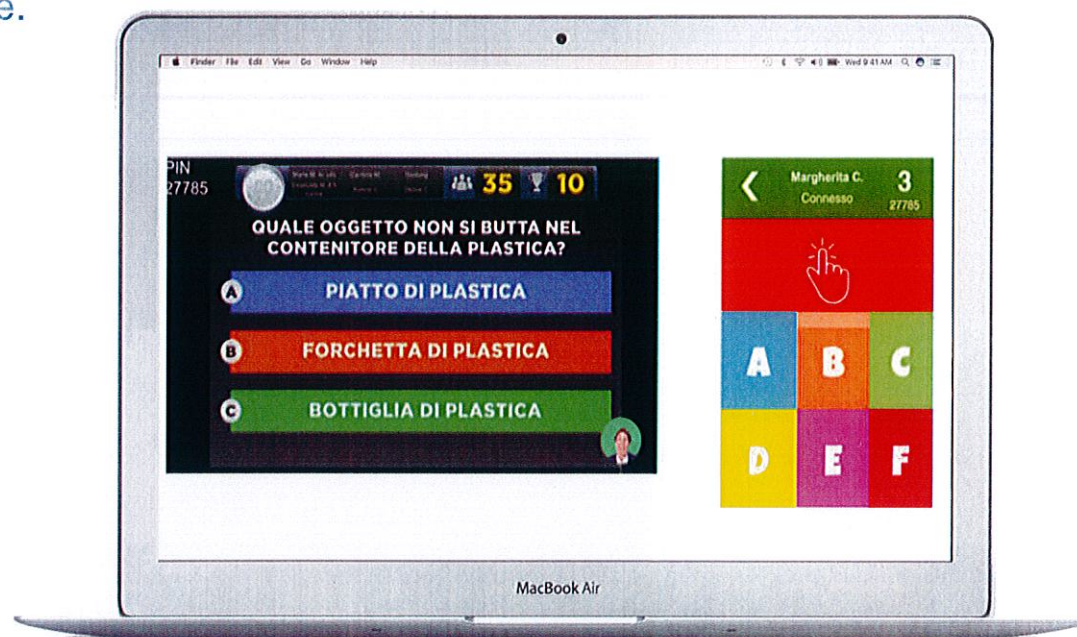 e.
Finder File Edit View Go Window Help
Wed 9:41 AM
PIN
27785
35
10
QUALE OGGETTO NON SI BUTTA NEL
CONTENITORE DELLA PLASTICA?
A PIATTO DI PLASTICA
B FORCHETTA DI PLASTICA
C BOTTIGLIA DI PLASTICA
Margherita C.
Connesso
3
27785
A B C
D E F
MacBook Air